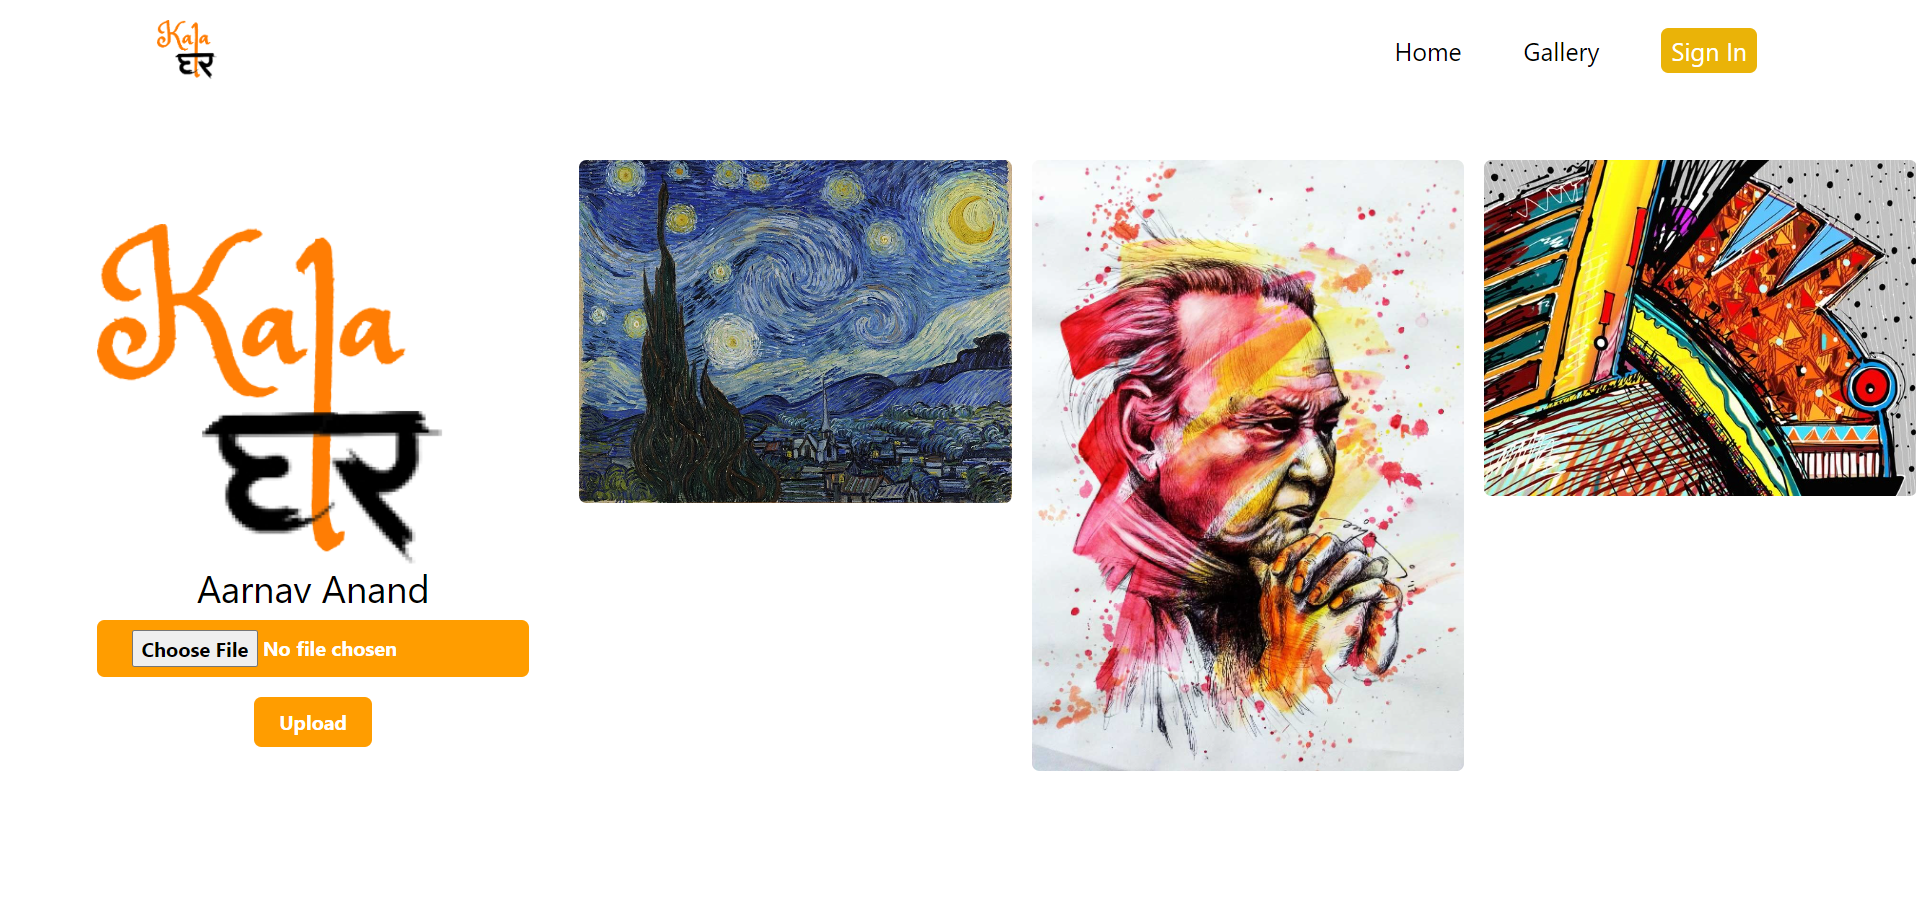 Kala
घर
Home
Gallery
Sign In
Kala
घर
Aarnav Anand
Choose File No file chosen
Upload